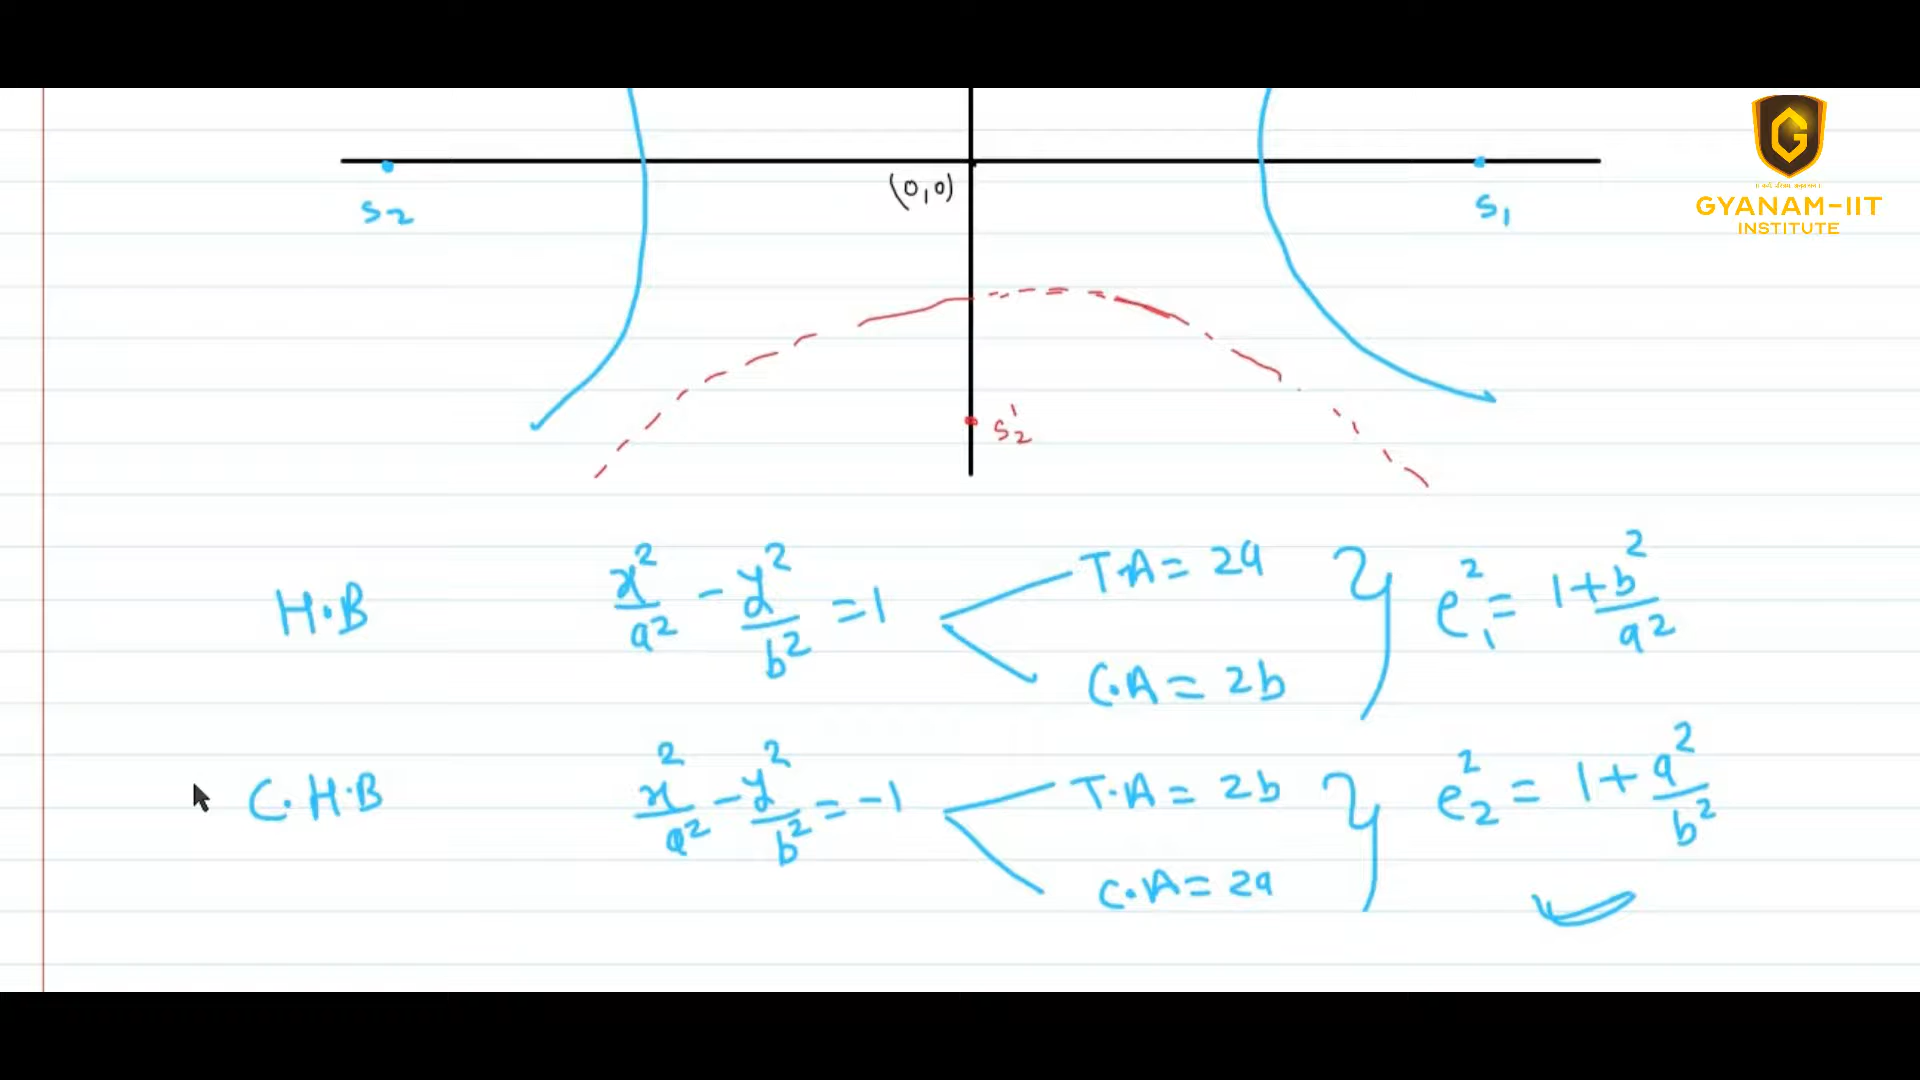 (0,0)
S2
S1
GYANAM-IIT
INSTITUTE
S2'
H.B x²/a² - y²/b² = 1 T.A = 2a e₁² = 1 + b²/a²
C.A = 2b
C.H.B x²/a² - y²/b² = -1 T.A = 2b e₂² = 1 + a²/b²
C.A = 2a